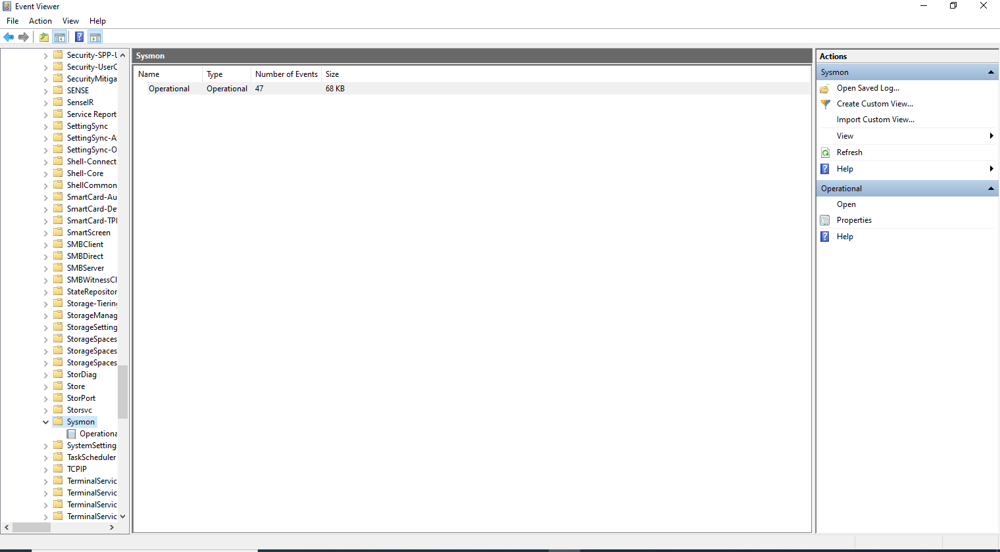 Event Viewer
File Action View Help
Security-SPP-U
Security-UserC
SecurityMitiga
SENSE
SenseIR
Service Report
SettingSync
SettingSync-A
SettingSync-O
Shell-Connect
Shell-Core
ShellCommon
SmartCard-Au
SmartCard-De
SmartCard-TPI
SmartScreen
SMBClient
SMBDirect
SMBServer
SMBWitnessCl
StateRepositor
Storage-Tiering
StorageManag
StorageSetting
StorageSpaces
StorageSpaces
StorageSpaces
StorDiag
Store
StorPort
Storsvc
Sysmon
Operationa
SystemSetting
TaskScheduler
TCPIP
TerminalServic
TerminalServic
TerminalServic
TerminalServic
Sysmon
Name Type Number of Events Size
Operational Operational 47 68 KB
Actions
Sysmon
Open Saved Log...
Create Custom View...
Import Custom View...
View
Refresh
Help
Operational
Open
Properties
Help